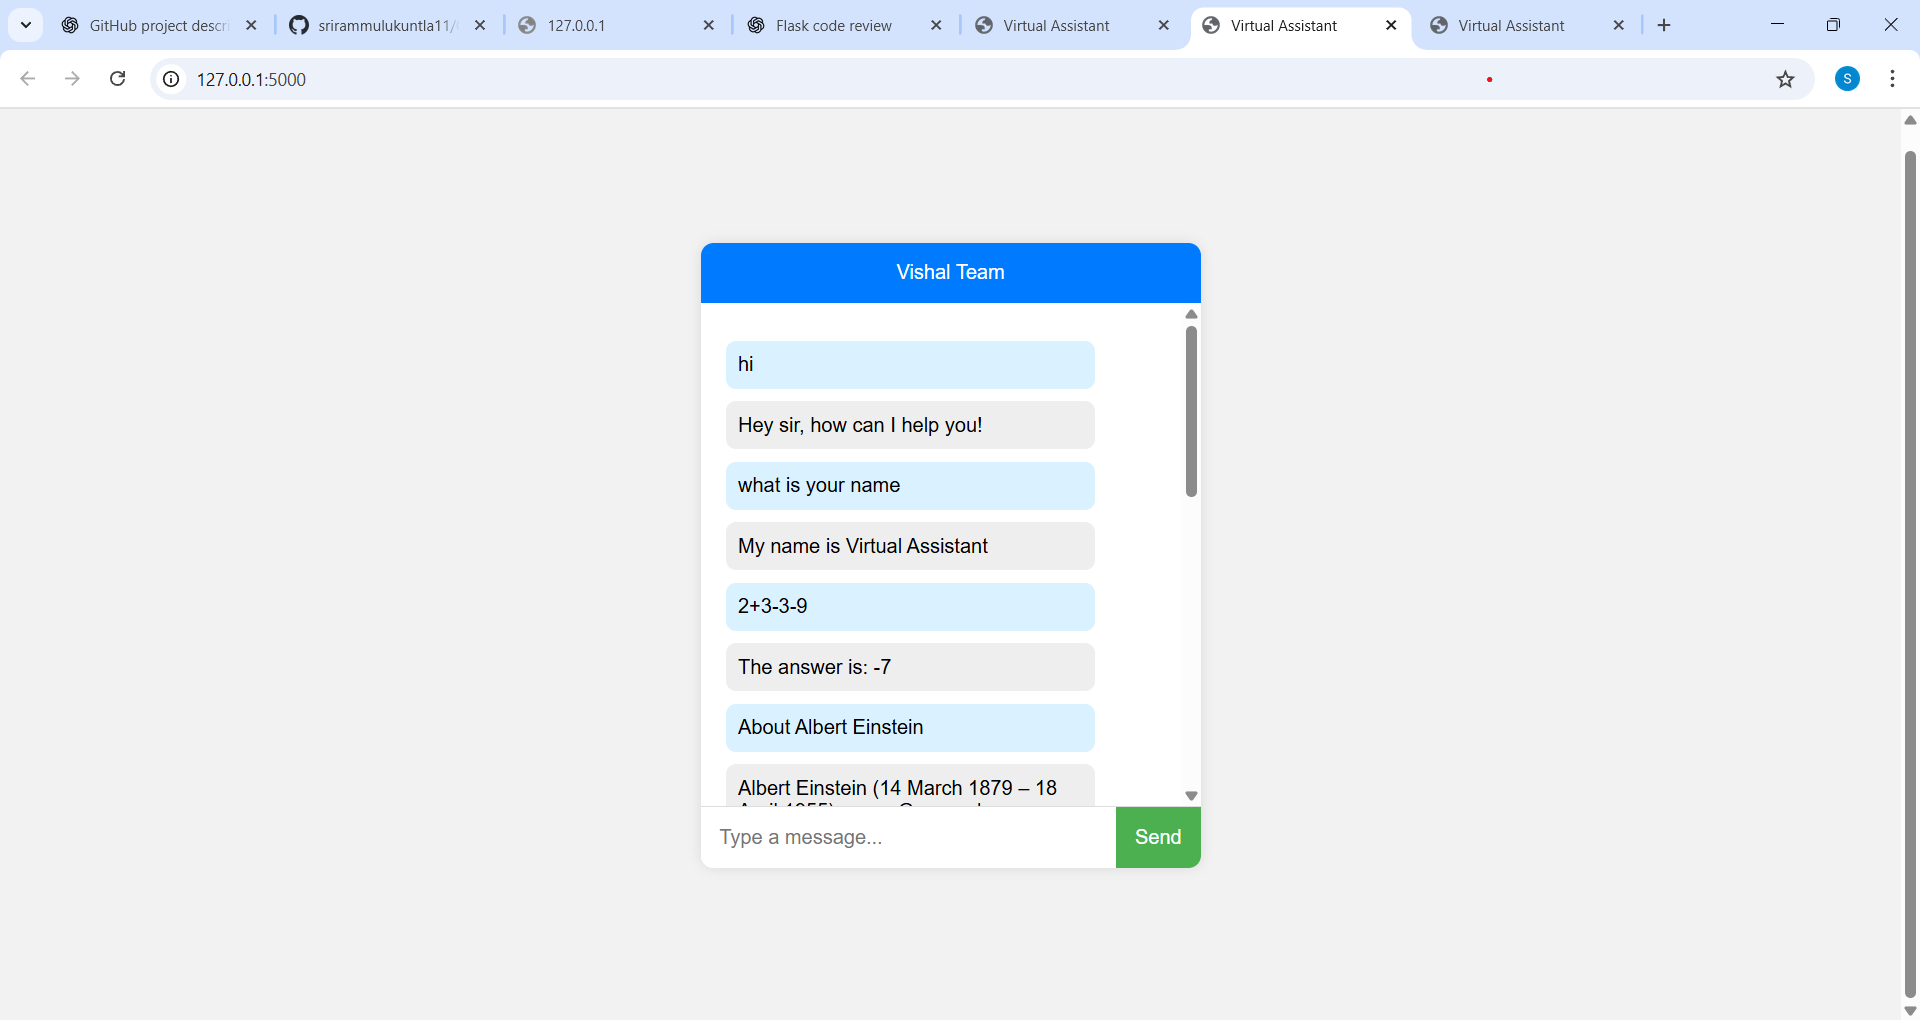 GitHub project descri
srirammulukuntla11/
127.0.0.1
Flask code review
Virtual Assistant
Virtual Assistant
Virtual Assistant
127.0.0.1:5000
S
Vishal Team
hi
Hey sir, how can I help you!
what is your name
My name is Virtual Assistant
2+3-3-9
The answer is: -7
About Albert Einstein
Albert Einstein (14 March 1879 – 18
Type a message...
Send